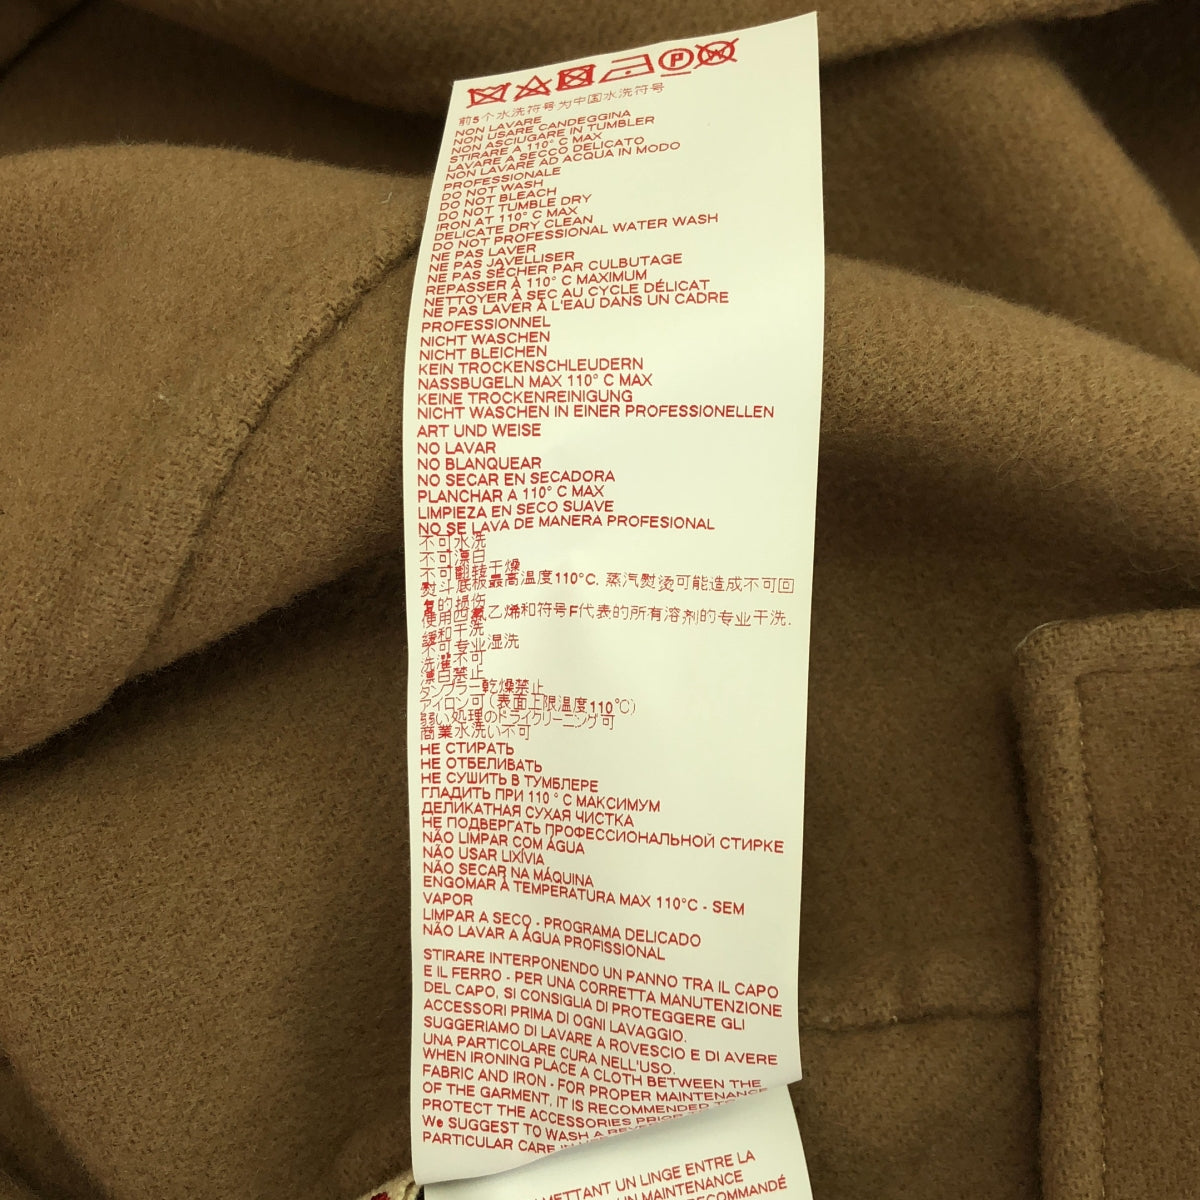 前5个水洗符号为中国水洗符号
NON LAVARE
NON USARE CANDEGGINA
NON ASCIUGARE IN TUMBLER
STIRARE A 110° C MAX
LAVARE A SECCO DELICATO
NON LAVARE AD ACQUA IN MODO
PROFESSIONALE
DO NOT WASH
DO NOT BLEACH
DO NOT TUMBLE DRY
IRON AT 110° C MAX
DELICATE DRY CLEAN
DO NOT PROFESSIONAL WATER WASH
NE PAS LAVER
NE PAS JAVELLISER
NE PAS SÉCHER PAR CULBUTAGE
REPASSER À 110° C MAXIMUM
NETTOYER À SEC AU CYCLE DÉLICAT
NE PAS LAVER À L'EAU DANS UN CADRE
PROFESSIONNEL
NICHT WASCHEN
NICHT BLEICHEN
KEIN TROCKENSCHLEUDERN
NASSBUGELN MAX 110° C MAX
KEINE TROCKENREINIGUNG
NICHT WASCHEN IN EINER PROFESSIONELLEN
ART UND WEISE
NO LAVAR
NO BLANQUEAR
NO SECAR EN SECADORA
PLANCHAR A 110° C MAX
LIMPIEZA EN SECO SUAVE
NO SE LAVA DE MANERA PROFESIONAL
不可水洗
不可漂白
不可翻转干燥
熨斗底板最高温度110°C. 蒸汽熨烫可能造成不可回
复的损伤
使用四氯乙烯和符号F代表的所有溶剂的专业干洗.
缓和干洗
不可专业湿洗
洗濯不可
漂白禁止
タンブラー乾燥禁止
アイロン可(表面上限温度110℃)
弱い処理のドライクリーニング可
商業水洗い不可
НЕ СТИРАТЬ
НЕ ОТБЕЛИВАТЬ
НЕ СУШИТЬ В ТУМБЛЕРЕ
ГЛАДИТЬ ПРИ 110 ° С МАКСИМУМ
ДЕЛИКАТНАЯ СУХАЯ ЧИСТКА
НЕ ПОДВЕРГАТЬ ПРОФЕССИОНАЛЬНОЙ СТИРКЕ
NÃO LIMPAR COM ÁGUA
NÃO USAR LIXÍVIA
NÃO SECAR NA MÁQUINA
ENGOMAR À TEMPERATURA MAX 110°C - SEM
VAPOR
LIMPAR A SECO - PROGRAMA DELICADO
NÃO LAVAR A ÁGUA PROFISSIONAL
STIRARE INTERPONENDO UN PANNO TRA IL CAPO
E IL FERRO - PER UNA CORRETTA MANUTENZIONE
DEL CAPO, SI CONSIGLIA DI PROTEGGERE GLI
ACCESSORI PRIMA DI OGNI LAVAGGIO.
SUGGERIAMO DI LAVARE A ROVESCIO E DI AVERE
UNA PARTICOLARE CURA NELL'USO.
WHEN IRONING PLACE A CLOTH BETWEEN THE
FABRIC AND IRON - FOR PROPER MAINTENANCE
OF THE GARMENT, IT IS RECOMMENDED
PROTECT THE ACCESSORIES
We SUGGEST TO WASH A
PARTICULAR CARE
METTANT UN LINGE ENTRE LA
MAINTENANCE